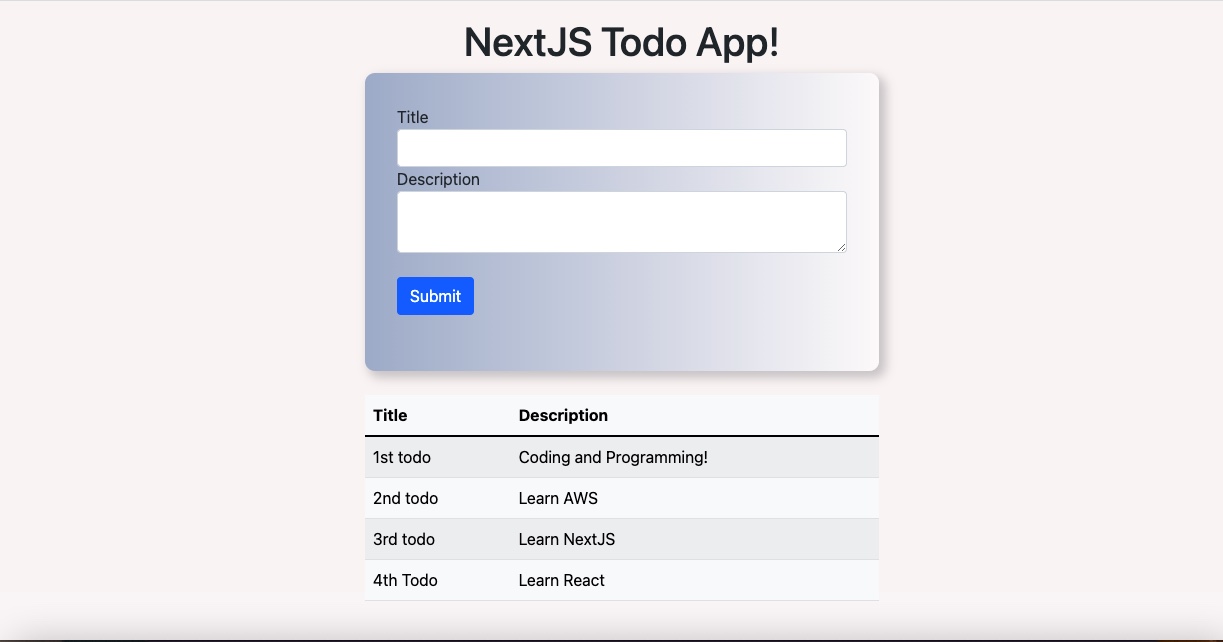 NextJS Todo App!
Title
Description
Submit
Title Description
1st todo Coding and Programming!
2nd todo Learn AWS
3rd todo Learn NextJS
4th Todo Learn React